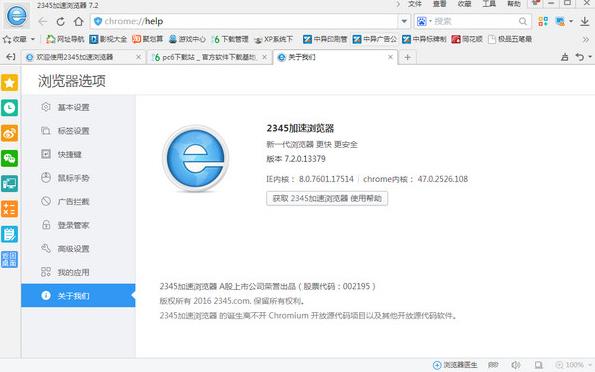 2345加速浏览器 7.2
文件 查看 收藏 工具 帮助
chrome://help
搜索
收藏 网址导航 影视大全 聚划算 游戏中心 下载管理 XP系统下 中异印雨管 中异广告公 中异标牌制 同花顺 极品五笔最
欢迎使用2345加速浏览器
pc6下载站 _ 官方软件下载基地
关于我们
浏览器选项
基本设置
标签设置
快捷键
鼠标手势
广告拦截
登录管家
高级设置
我的应用
关于我们
返回桌面
2345加速浏览器
新一代浏览器 更快 更安全
版本 7.2.0.13379
IE内核： 8.0.7601.17514 | chrome内核： 47.0.2526.108
获取 2345加速浏览器 使用帮助
2345加速浏览器 A股上市公司荣誉出品（股票代码：002195）
版权所有 2016 2345.com. 保留所有权利。
2345加速浏览器 的诞生离不开 Chromium 开放源代码项目以及其他开放源代码软件。
浏览器医生
100%